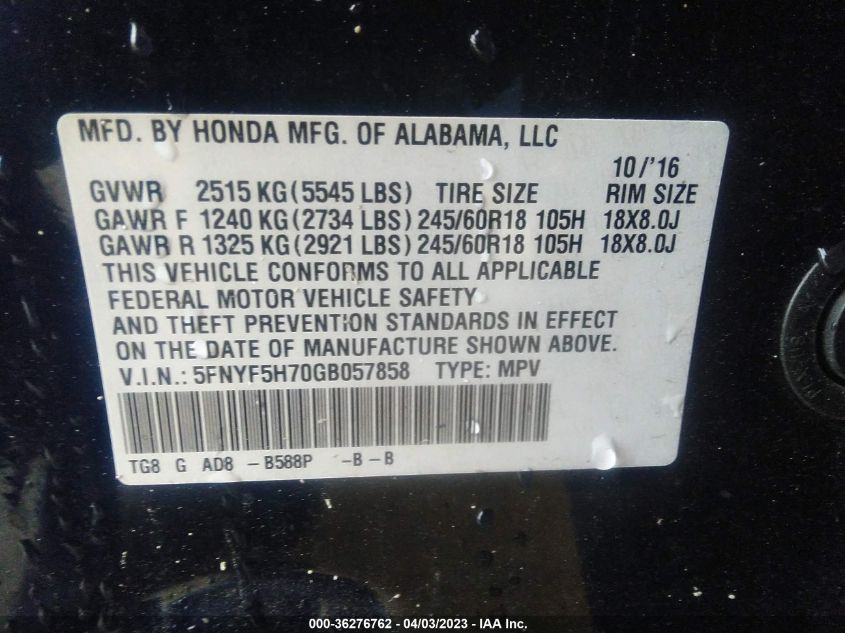 MFD. BY HONDA MFG. OF ALABAMA, LLC
10/'16
GVWR 2515 KG(5545 LBS) TIRE SIZE RIM SIZE
GAWR F 1240 KG(2734 LBS) 245/60R18 105H 18X8.0J
GAWR R 1325 KG(2921 LBS) 245/60R18 105H 18X8.0J
THIS VEHICLE CONFORMS TO ALL APPLICABLE
FEDERAL MOTOR VEHICLE SAFETY
AND THEFT PREVENTION STANDARDS IN EFFECT
ON THE DATE OF MANUFACTURE SHOWN ABOVE.
V.I.N.: 5FNYF5H70GB057858 TYPE: MPV
TG8 G AD8 -B588P -B-B
000-36276762 - 04/03/2023 - IAA Inc.